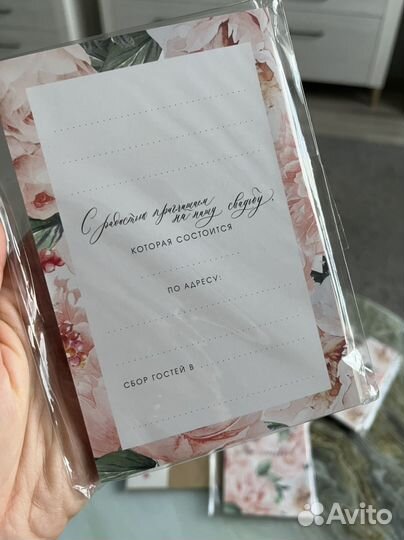 С радостью приглашаем
на нашу свадьбу,
КОТОРАЯ СОСТОИТСЯ
ПО АДРЕСУ:
СБОР ГОСТЕЙ В
Avito